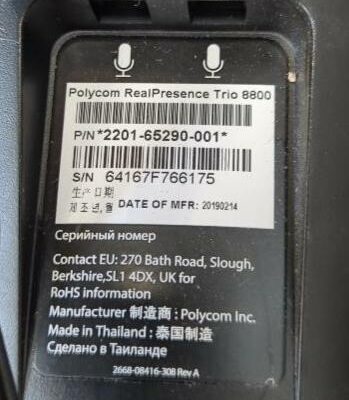 Polycom RealPresence Trio 8800
P/N *2201-65290-001*
S/N 64167F766175
生产日期
제조년,월 DATE OF MFR: 20190214
Серийный номер
Contact EU: 270 Bath Road, Slough,
Berkshire,SL1 4DX, UK for
RoHS information
Manufacturer 制造商 : Polycom Inc.
Made in Thailand : 泰国制造
Сделано в Таиланде
2668-08416-308 Rev A